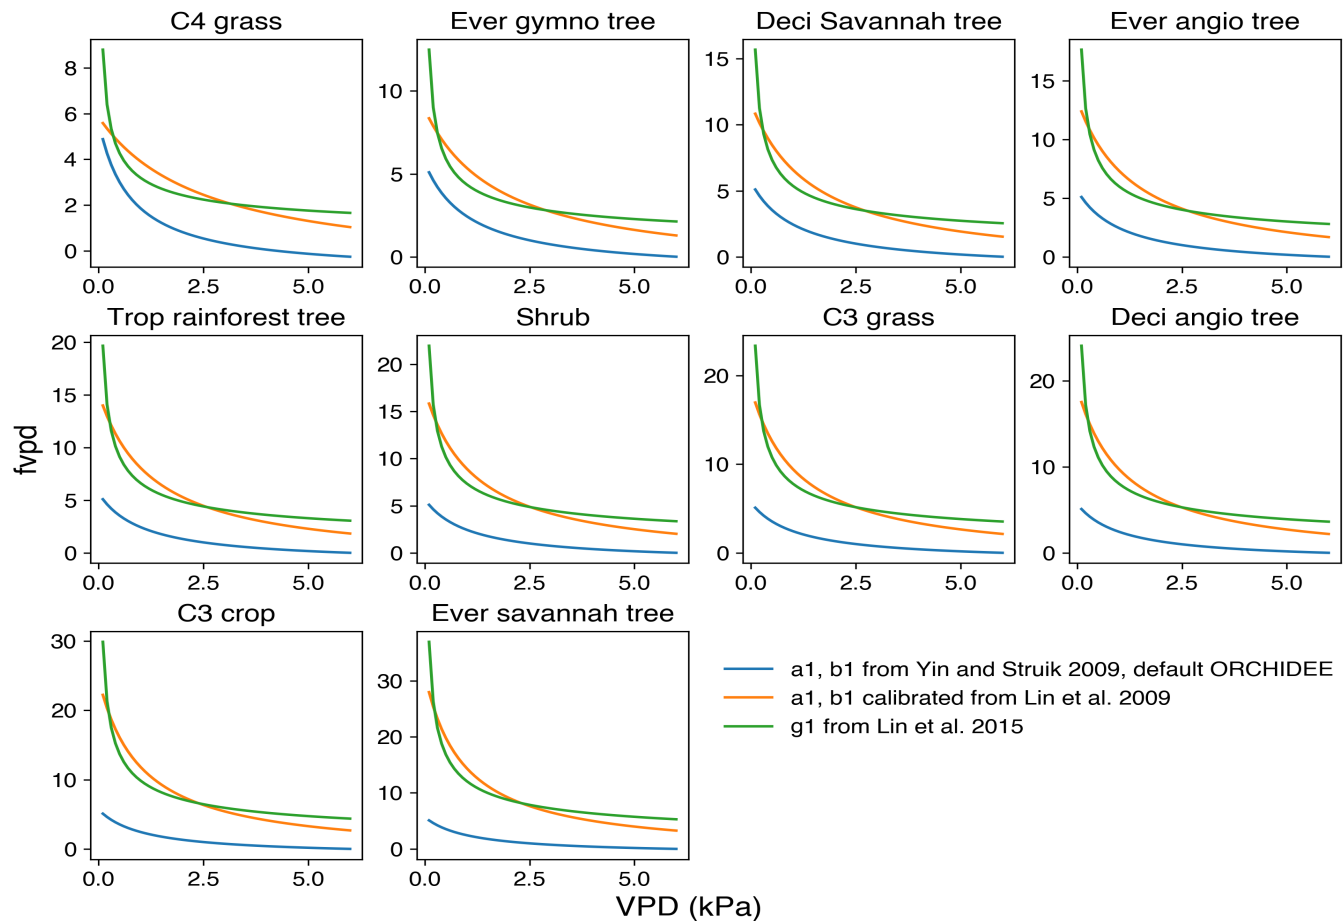 C4 grass
8
6
4
2
0
0.0 2.5 5.0
Ever gymno tree
10
5
0
0.0 2.5 5.0
Deci Savannah tree
15
10
5
0
0.0 2.5 5.0
Ever angio tree
15
10
5
0
0.0 2.5 5.0
fvpd
Trop rainforest tree
20
15
10
5
0
0.0 2.5 5.0
Shrub
20
15
10
5
0
0.0 2.5 5.0
C3 grass
20
10
0
0.0 2.5 5.0
Deci angio tree
20
10
0
0.0 2.5 5.0
C3 crop
30
20
10
0
0.0 2.5 5.0
Ever savannah tree
30
20
10
0
0.0 2.5 5.0
a1, b1 from Yin and Struik 2009, default ORCHIDEE
a1, b1 calibrated from Lin et al. 2009
g1 from Lin et al. 2015
VPD (kPa)